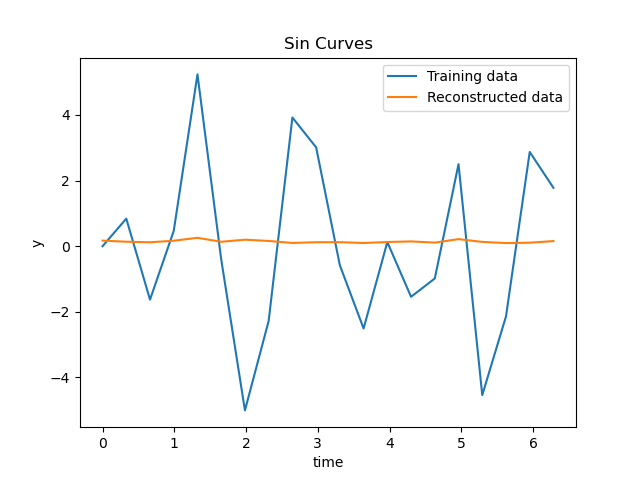 Sin Curves
Training data
Reconstructed data
4
2
0
−2
−4
y
0 1 2 3 4 5 6
time